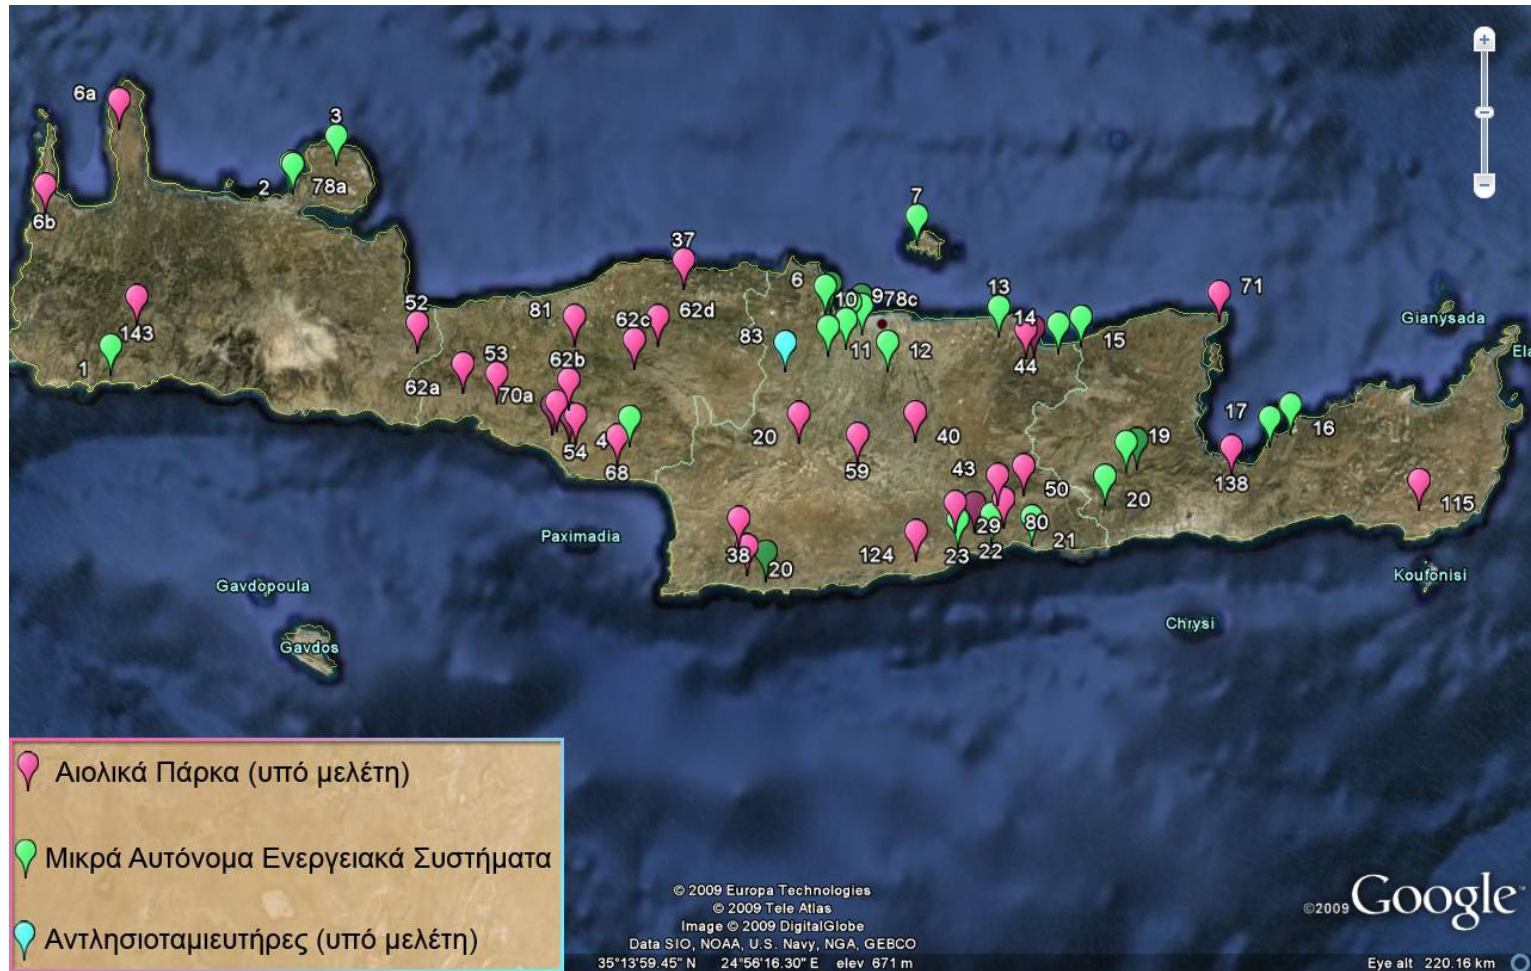 6a
3
2
78a
6b
7
37
6
71
13
10
9
78c
52
81
62c
62d
14
Gianysada
143
83
11
12
44
15
Ela
1
53
62b
62a
70a
17
16
54
4
68
20
59
40
43
19
138
50
20
115
Paximadia
38
20
124
23
29
22
80
21
Koufonisi
Gavdopoula
Chrysi
Gavdos
Αιολικά Πάρκα (υπό μελέτη)
Μικρά Αυτόνομα Ενεργειακά Συστήματα
Αντλησιοταμιευτήρες (υπό μελέτη)
© 2009 Europa Technologies
© 2009 Tele Atlas
Image © 2009 DigitalGlobe
Data SIO, NOAA, U.S. Navy, NGA, GEBCO
©2009 Google™
35°13'59.45" N 24°56'16.30" E elev 671 m
Eye alt 220.16 km